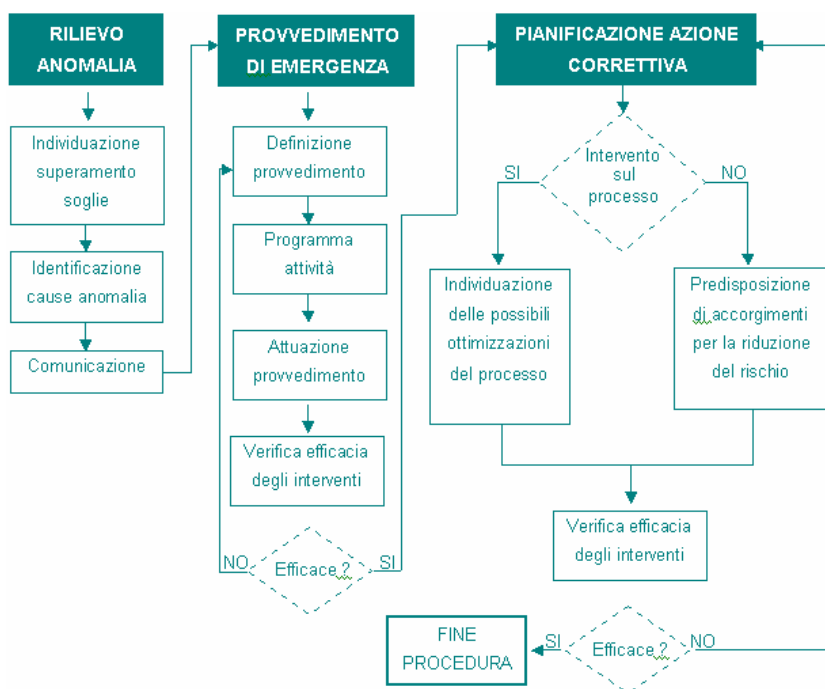 RILIEVO
ANOMALIA
Individuazione
superamento
soglie
Identificazione
cause anomalia
Comunicazione
PROVVEDIMENTO
DI EMERGENZA
Definizione
provvedimento
Programma
attività
Attuazione
provvedimento
Verifica efficacia
degli interventi
NO
Efficace ?
SI
PIANIFICAZIONE AZIONE
CORRETTIVA
Intervento
sul
processo
SI
NO
Individuazione
delle possibili
ottimizzazioni
del processo
Predisposizione
di accorgimenti
per la riduzione
del rischio
Verifica efficacia
degli interventi
Efficace ?
SI
NO
FINE
PROCEDURA